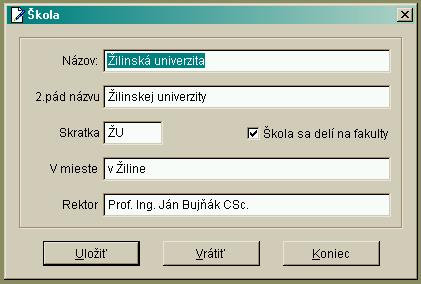 Škola
Názov: Žilinská univerzita
2.pád názvu Žilinskej univerzity
Skratka ŽU Škola sa delí na fakulty
V mieste v Žiline
Rektor Prof. Ing. Ján Bujňák CSc.
Uložiť Vrátiť Koniec